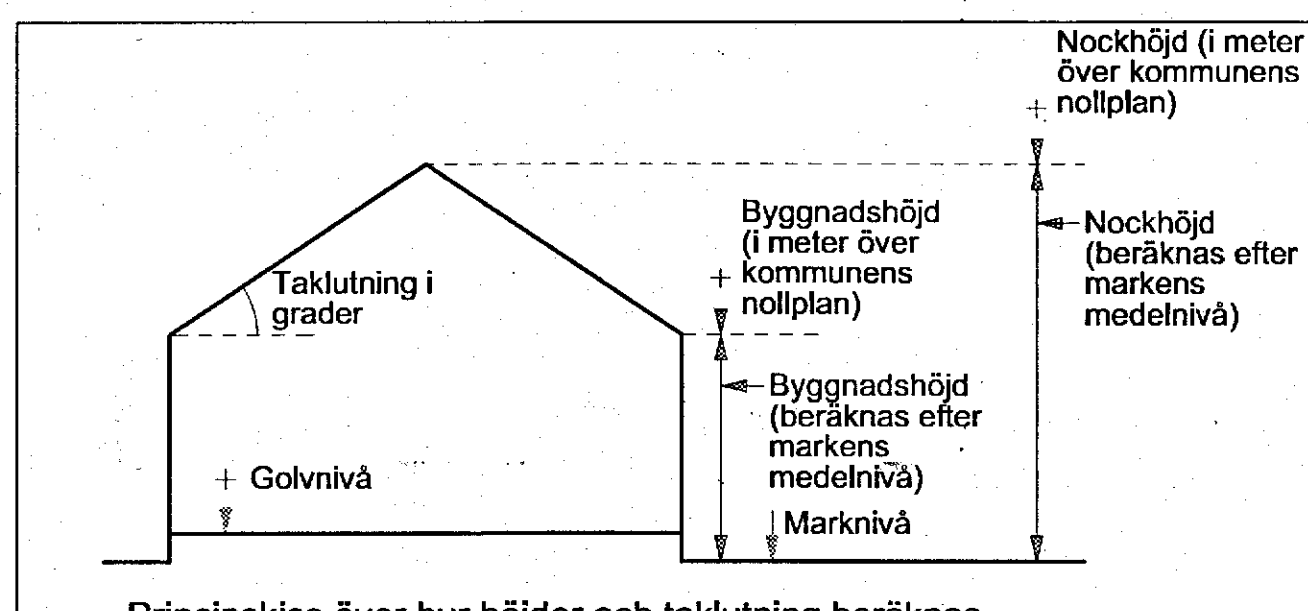 Nockhöjd (i meter
över kommunens
+ nollplan)
Byggnadshöjd
(i meter över
+ kommunens
nollplan)
Nockhöjd
(beräknas efter
markens
medelnivå)
Taklutning i
grader
Byggnadshöjd
(beräknas efter
markens
medelnivå)
+ Golvnivå
Marknivå
Principskiss över hur höjder och taklutning beräknas